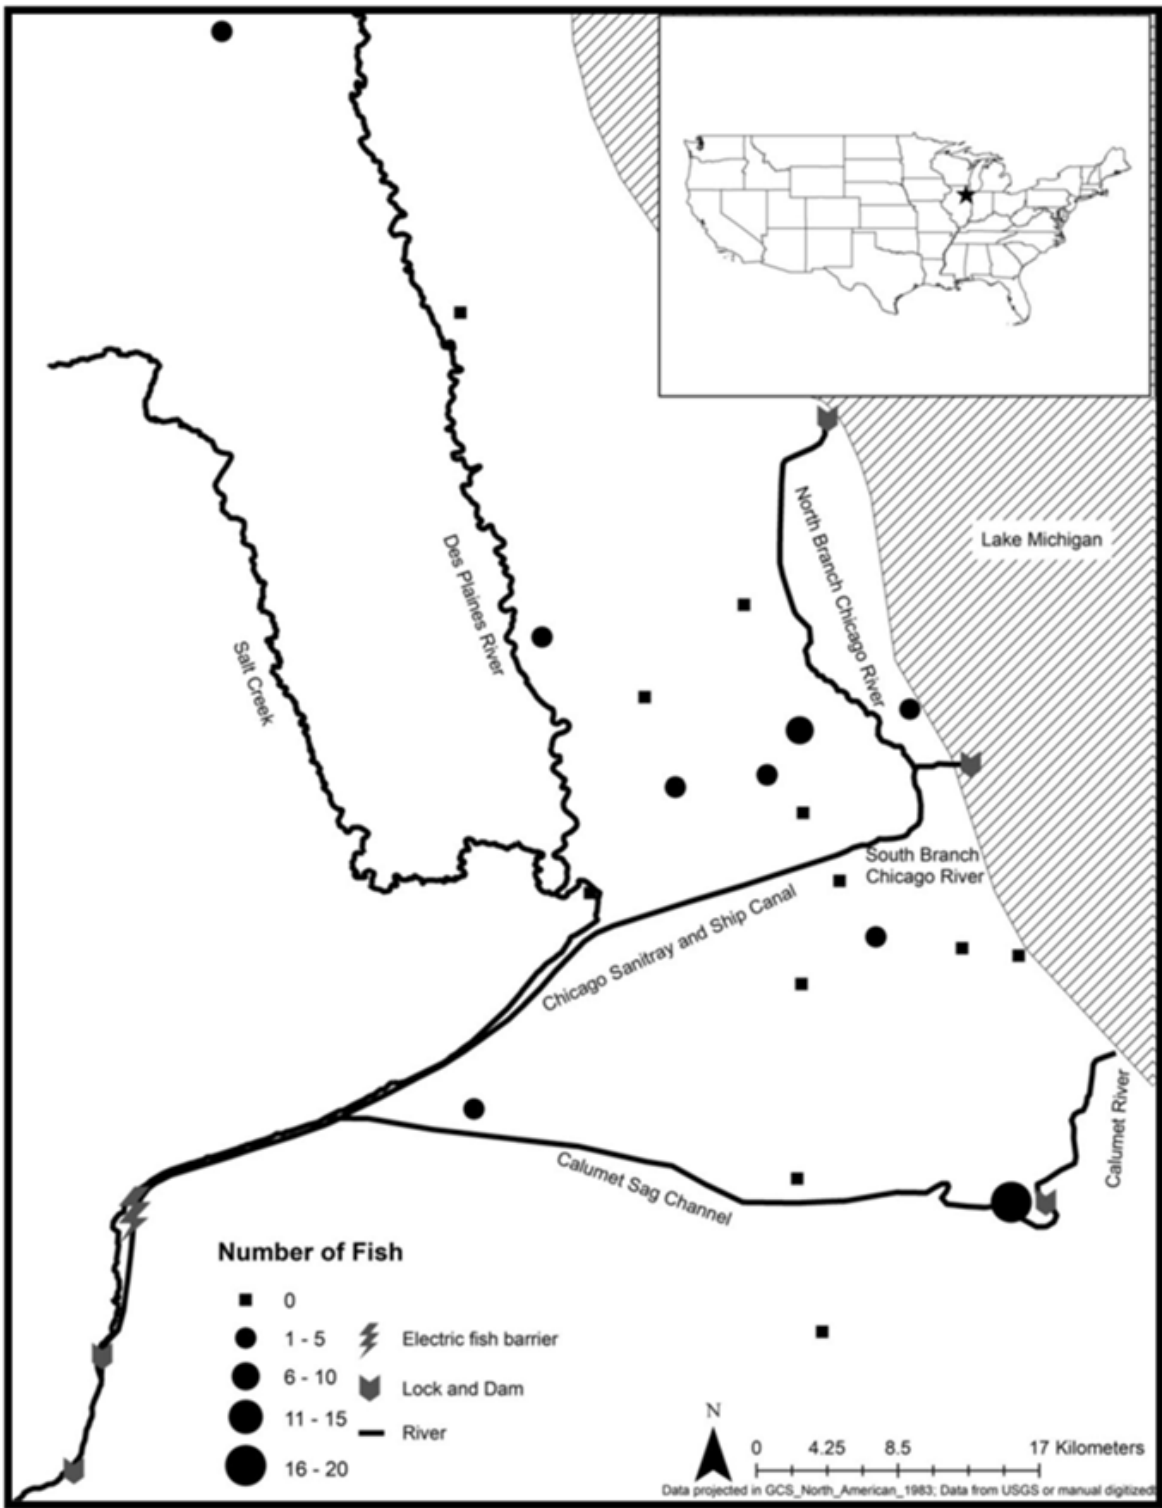 Lake Michigan
North Branch Chicago River
Des Plaines River
Salt Creek
South Branch
Chicago River
Chicago Sanitray and Ship Canal
Calumet River
Calumet Sag Channel
Number of Fish
0
1 - 5
Electric fish barrier
6 - 10
Lock and Dam
11 - 15
River
16 - 20
N
0 4.25 8.5 17 Kilometers
Data projected in GCS_North_American_1983; Data from USGS or manual digitized